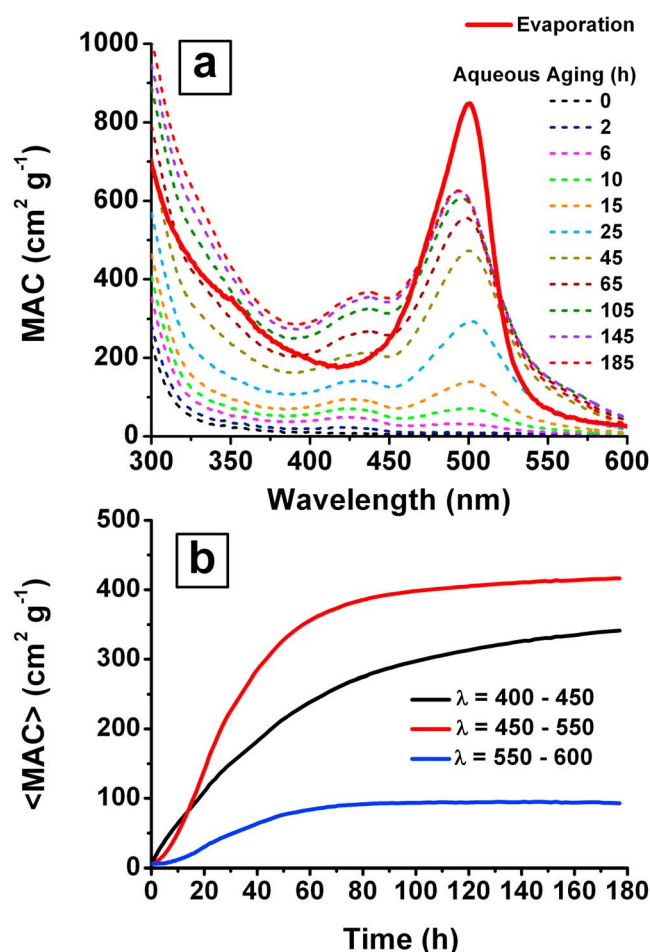 Evaporation
a
Aqueous Aging (h)
0
2
6
10
15
25
45
65
105
145
185
1000
800
600
400
200
0
MAC (cm² g⁻¹)
300 350 400 450 500 550 600
Wavelength (nm)
b
500
400
300
200
100
0
<MAC> (cm² g⁻¹)
λ = 400 - 450
λ = 450 - 550
λ = 550 - 600
0 20 40 60 80 100 120 140 160 180
Time (h)